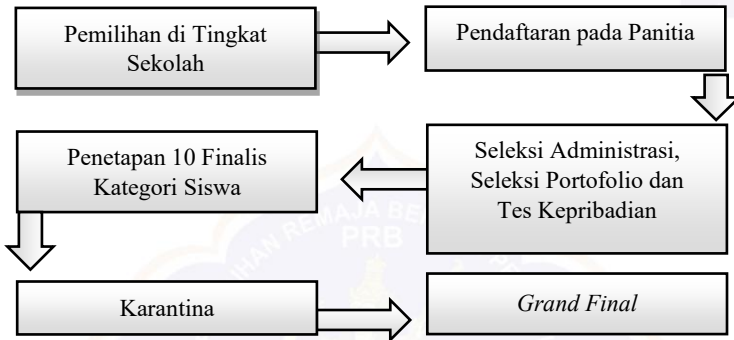 Pemilihan di Tingkat
Sekolah
Pendaftaran pada Panitia
Seleksi Administrasi,
Seleksi Portofolio dan
Tes Kepribadian
Penetapan 10 Finalis
Kategori Siswa
Karantina
Grand Final
PRB